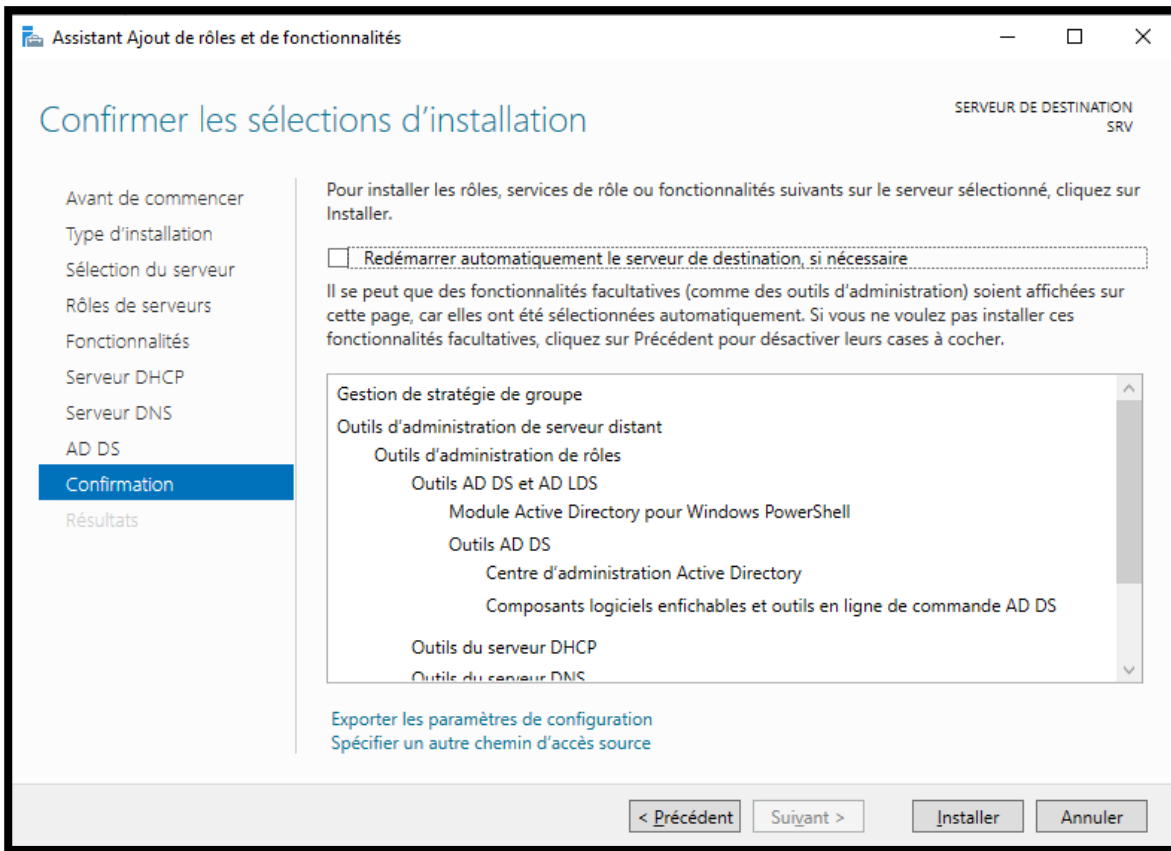 Assistant Ajout de rôles et de fonctionnalités
Confirmer les sélections d'installation
SERVEUR DE DESTINATION
SRV
Avant de commencer
Type d'installation
Sélection du serveur
Rôles de serveurs
Fonctionnalités
Serveur DHCP
Serveur DNS
AD DS
Confirmation
Résultats
Pour installer les rôles, services de rôle ou fonctionnalités suivants sur le serveur sélectionné, cliquez sur
Installer.
Redémarrer automatiquement le serveur de destination, si nécessaire
Il se peut que des fonctionnalités facultatives (comme des outils d'administration) soient affichées sur
cette page, car elles ont été sélectionnées automatiquement. Si vous ne voulez pas installer ces
fonctionnalités facultatives, cliquez sur Précédent pour désactiver leurs cases à cocher.
Gestion de stratégie de groupe
Outils d'administration de serveur distant
Outils d'administration de rôles
Outils AD DS et AD LDS
Module Active Directory pour Windows PowerShell
Outils AD DS
Centre d'administration Active Directory
Composants logiciels enfichables et outils en ligne de commande AD DS
Outils du serveur DHCP
Outils du serveur DNS
Exporter les paramètres de configuration
Spécifier un autre chemin d'accès source
< Précédent
Suivant >
Installer
Annuler